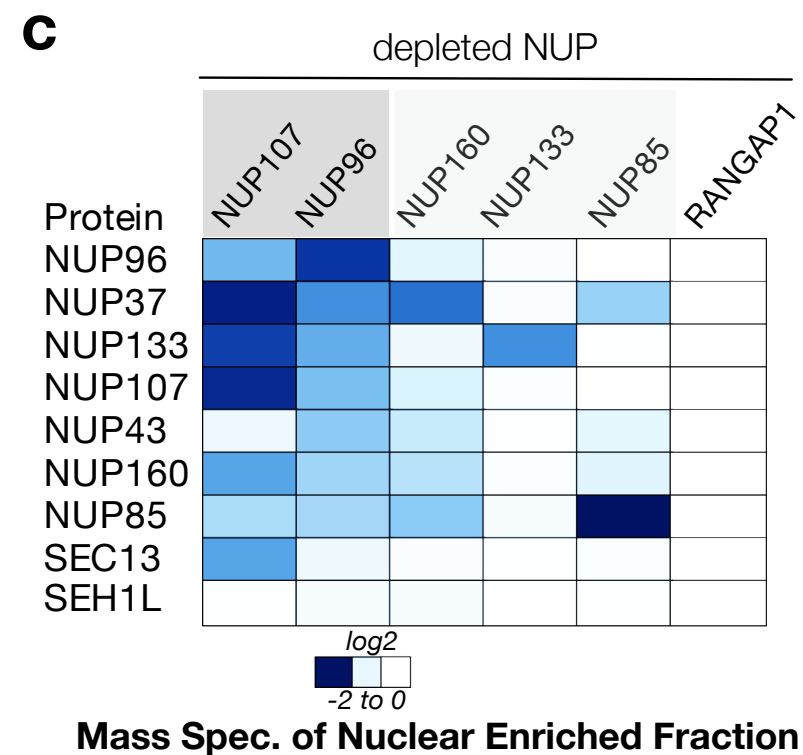 c
depleted NUP
NUP107 NUP96 NUP160 NUP133 NUP85 RANGAP1
Protein
NUP96
NUP37
NUP133
NUP107
NUP43
NUP160
NUP85
SEC13
SEH1L
log2
-2 to 0
Mass Spec. of Nuclear Enriched Fraction